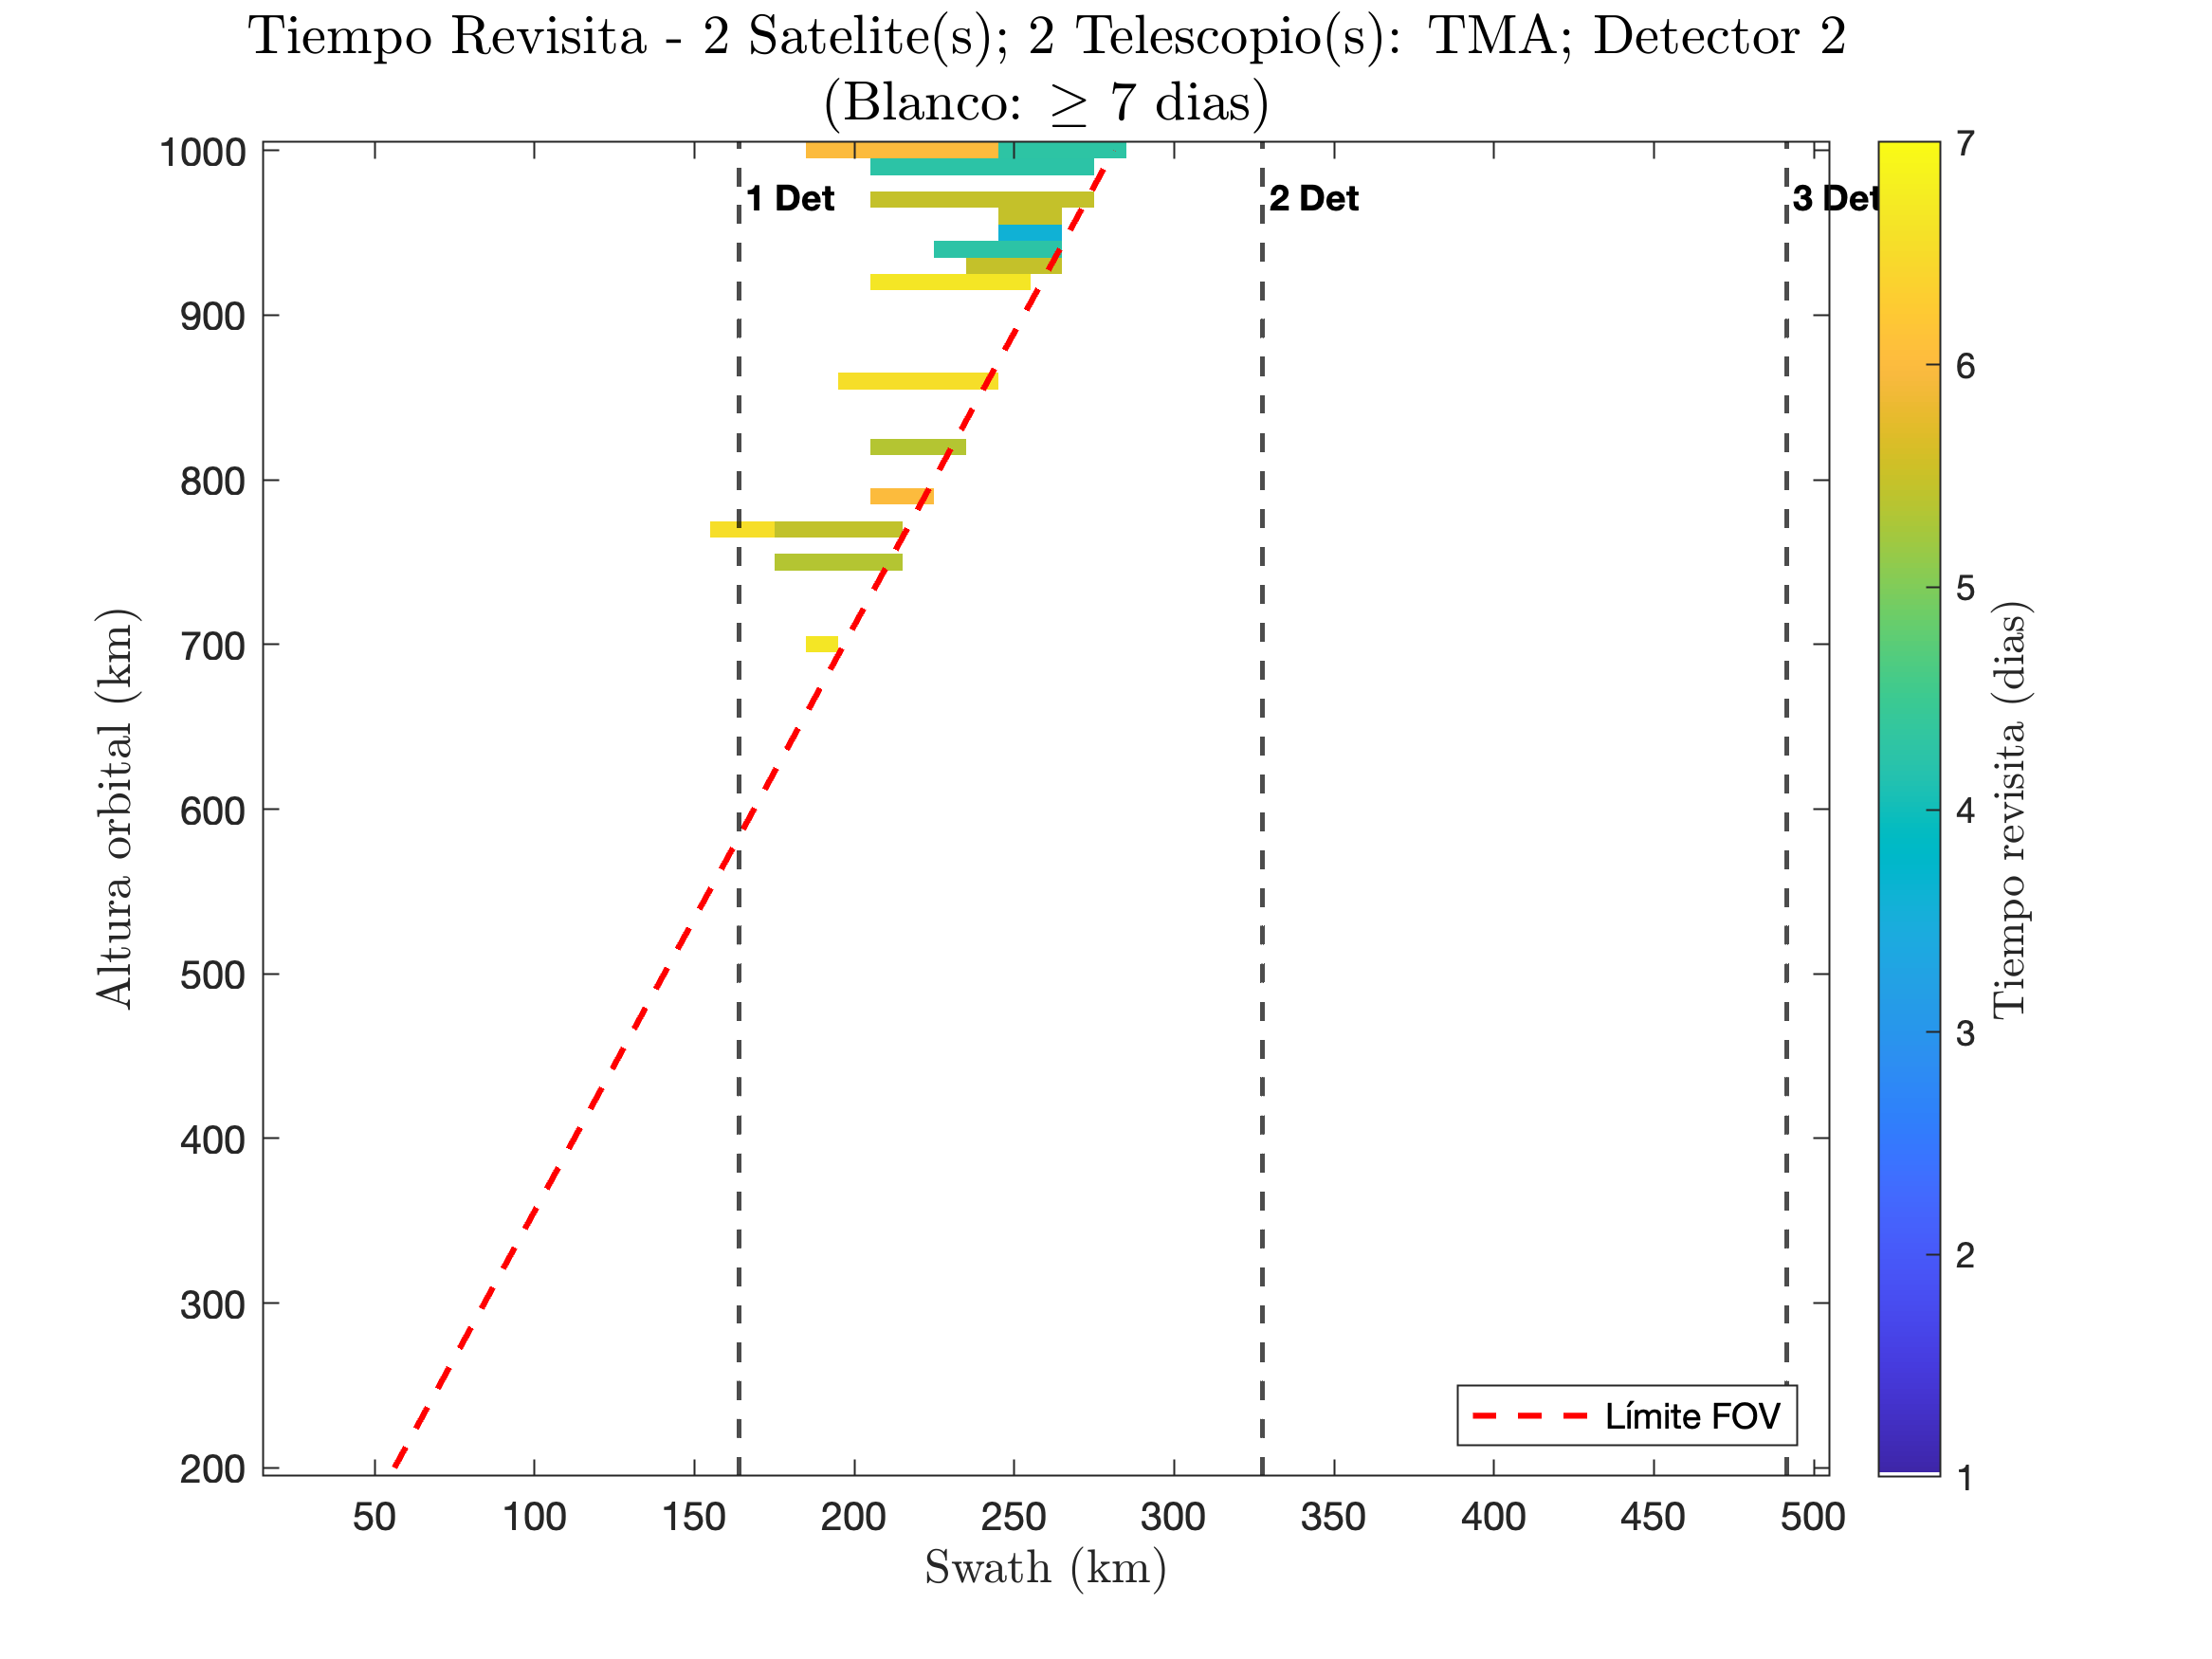 Tiempo Revisita - 2 Satelite(s); 2 Telescopio(s): TMA; Detector 2
(Blanco: ≥ 7 dias)
1000
900
800
700
600
500
400
300
200
Altura orbital (km)
1 Det
2 Det
3 Det
Límite FOV
50 100 150 200 250 300 350 400 450 500
Swath (km)
7
6
5
4
3
2
1
Tiempo revisita (dias)